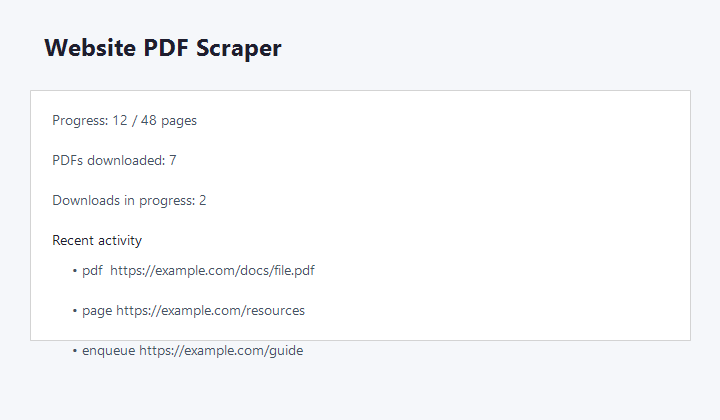 Website PDF Scraper
Progress: 12 / 48 pages
PDFs downloaded: 7
Downloads in progress: 2
Recent activity
• pdf  https://example.com/docs/file.pdf
• page https://example.com/resources
• enqueue https://example.com/guide